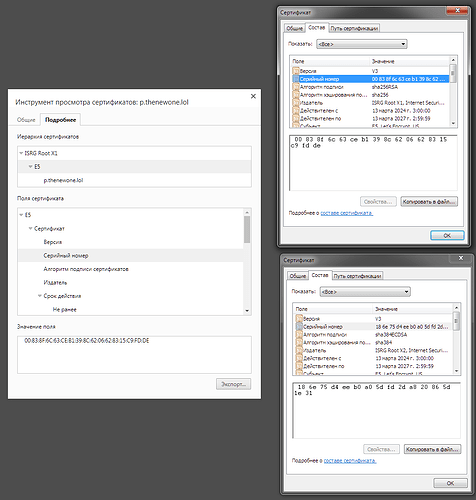 Инструмент просмотра сертификатов: p.thenewone.lol
Общие Подробнее
Иерархия сертификатов
ISRG Root X1
E5
p.thenewone.lol
Поля сертификата
E5
Сертификат
Версия
Серийный номер
Алгоритм подписи сертификатов
Издатель
Срок действия
Не ранее
Значение поля
00:83:8F:6C:63:CE:B1:39:8C:62:06:62:83:15:C9:FD:DE
Экспорт...
Сертификат
Общие Состав Путь сертификации
Показать: <Все>
Поле Значение
Версия V3
Серийный номер 00 83 8f 6c 63 ce b1 39 8c 62 ...
Алгоритм подписи sha256RSA
Алгоритм хэширования по... sha256
Издатель ISRG Root X1, Internet Securi...
Действителен с 13 марта 2024 г. 3:00:00
Действителен по 13 марта 2027 г. 2:59:59
Субъект E5, Let's Encrypt, US
00 83 8f 6c 63 ce b1 39 8c 62 06 62 83 15
c9 fd de
Свойства... Копировать в файл...
Подробнее о составе сертификата
OK
Сертификат
Общие Состав Путь сертификации
Показать: <Все>
Поле Значение
Версия V3
Серийный номер 18 6e 75 d4 ee b0 a0 5d fd 2d ...
Алгоритм подписи sha384ECDSA
Алгоритм хэширования по... sha384
Издатель ISRG Root X2, Internet Securi...
Действителен с 13 марта 2024 г. 3:00:00
Действителен по 13 марта 2027 г. 2:59:59
Субъект E5, Let's Encrypt, US
18 6e 75 d4 ee b0 a0 5d fd 2d a8 20 86 5d
1e 31
Свойства... Копировать в файл...
Подробнее о составе сертификата
OK